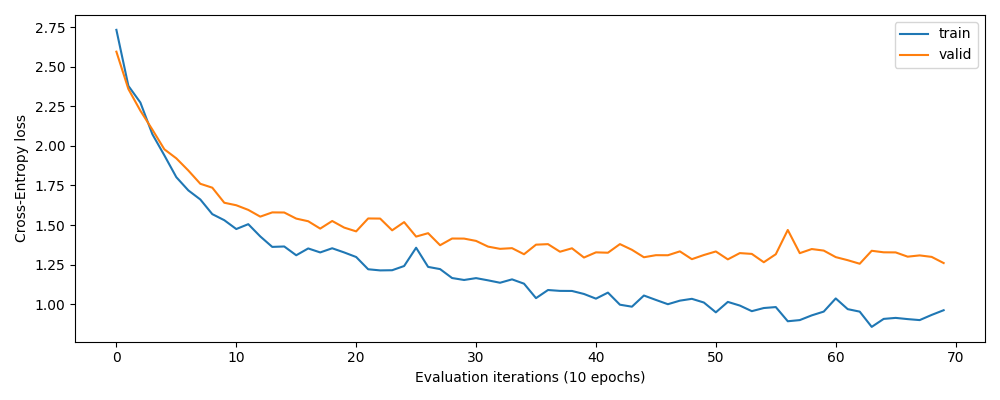 2.75
2.50
2.25
2.00
1.75
1.50
1.25
1.00
Cross-Entropy loss
train
valid
0 10 20 30 40 50 60 70
Evaluation iterations (10 epochs)